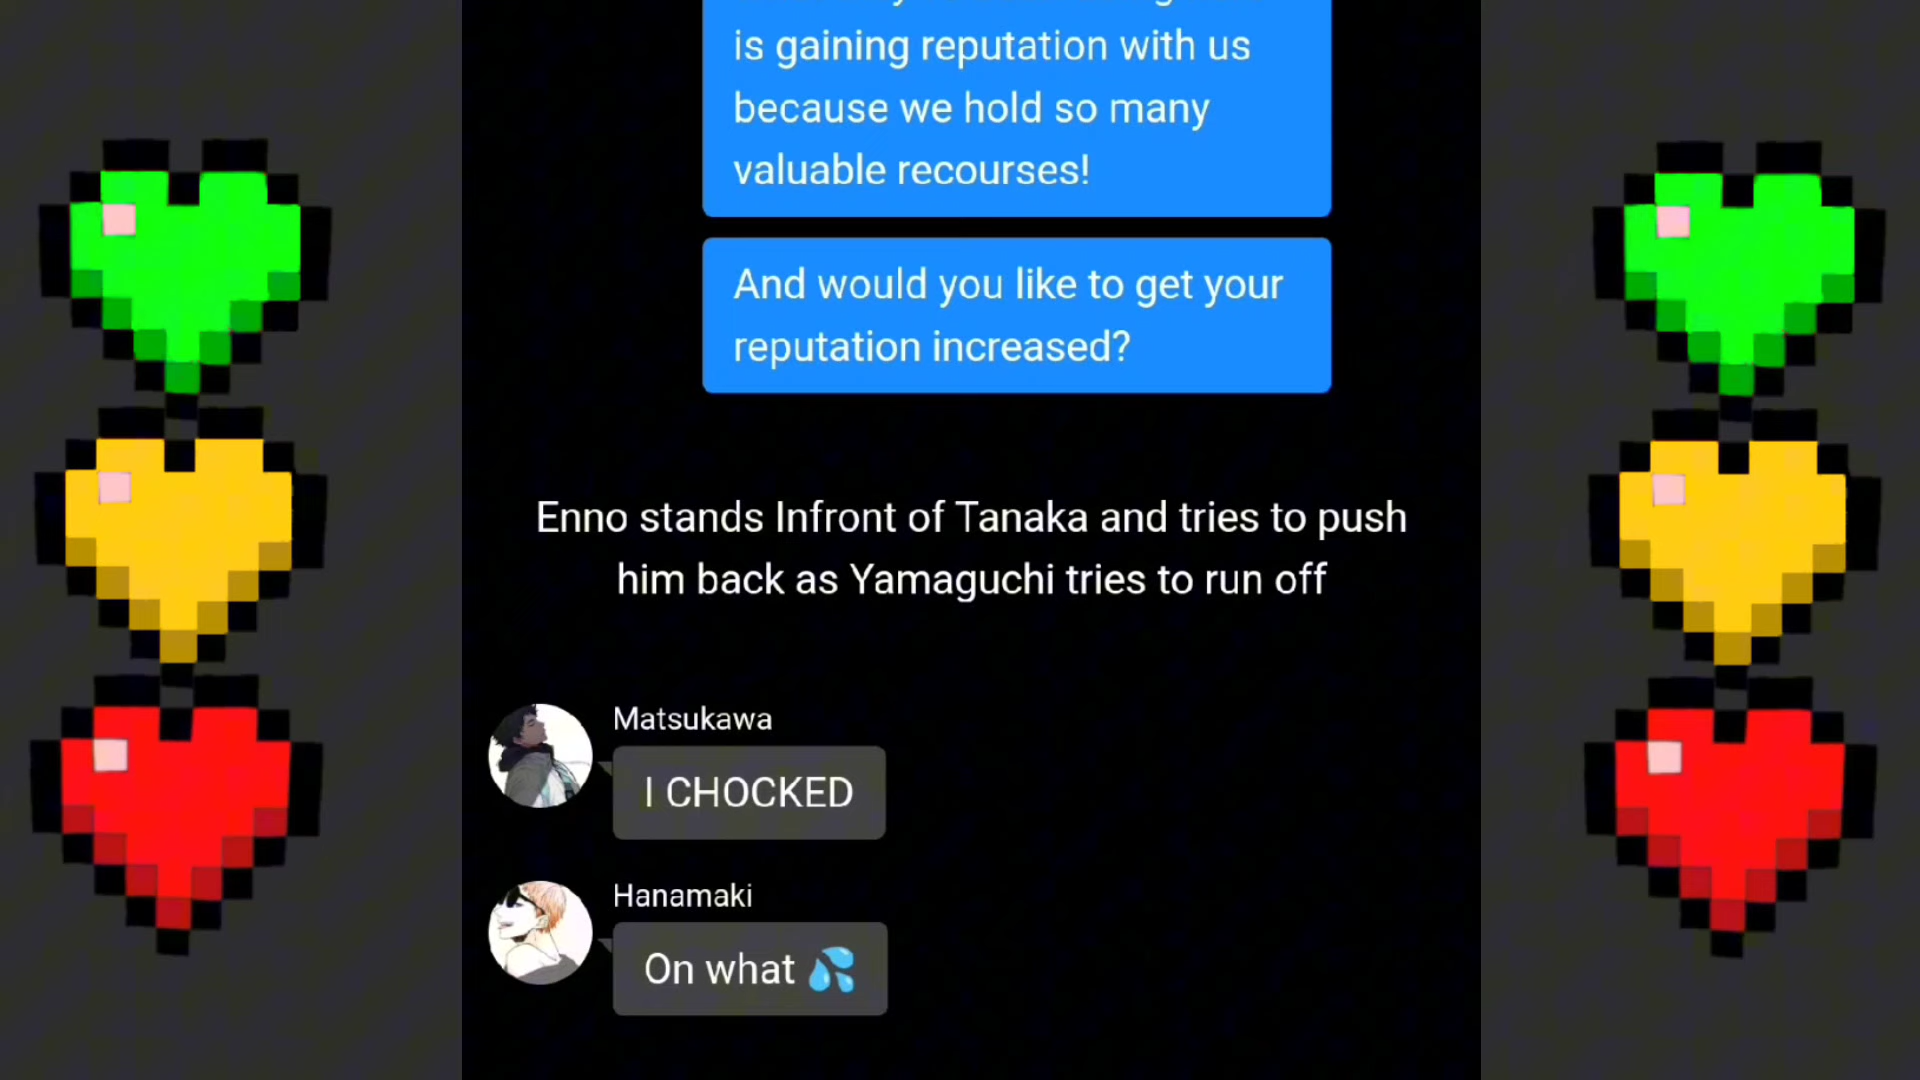 is gaining reputation with us
because we hold so many
valuable recourses!
And would you like to get your
reputation increased?
Enno stands Infront of Tanaka and tries to push
him back as Yamaguchi tries to run off
Matsukawa
I CHOCKED
Hanamaki
On what 💦